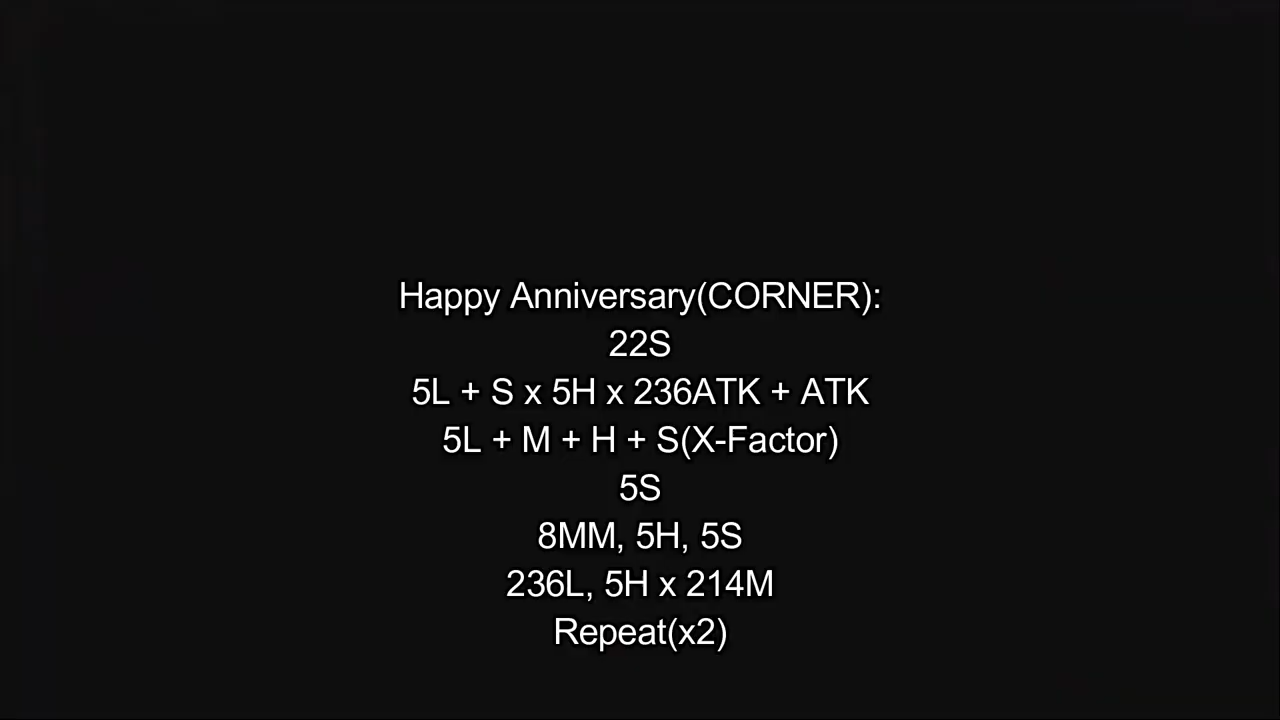 Happy Anniversary(CORNER):
22S
5L + S x 5H x 236ATK + ATK
5L + M + H + S(X-Factor)
5S
8MM, 5H, 5S
236L, 5H x 214M
Repeat(x2)